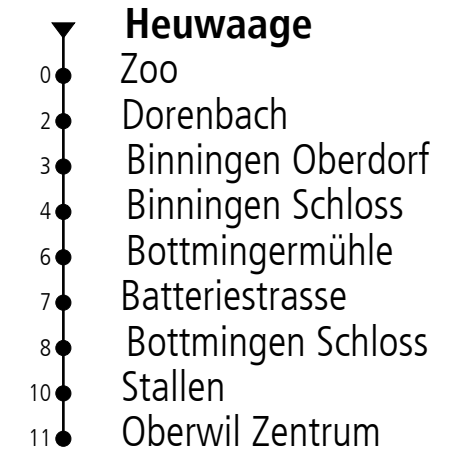 Heuwaage
0 Zoo
2 Dorenbach
3 Binningen Oberdorf
4 Binningen Schloss
6 Bottmingermühle
7 Batteriestrasse
8 Bottmingen Schloss
10 Stallen
11 Oberwil Zentrum